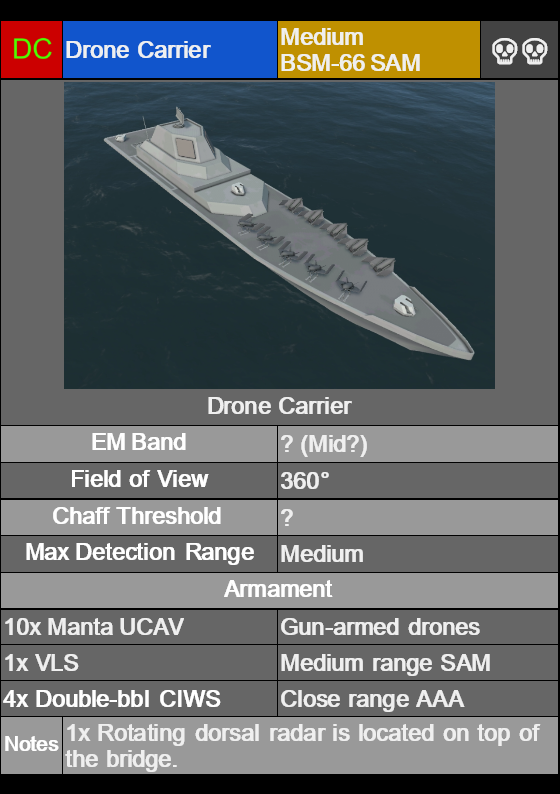 DC
Drone Carrier
Medium
BSM-66 SAM
Drone Carrier
EM Band
? (Mid?)
Field of View
360°
Chaff Threshold
?
Max Detection Range
Medium
Armament
10x Manta UCAV
Gun-armed drones
1x VLS
Medium range SAM
4x Double-bbl CIWS
Close range AAA
Notes
1x Rotating dorsal radar is located on top of
the bridge.